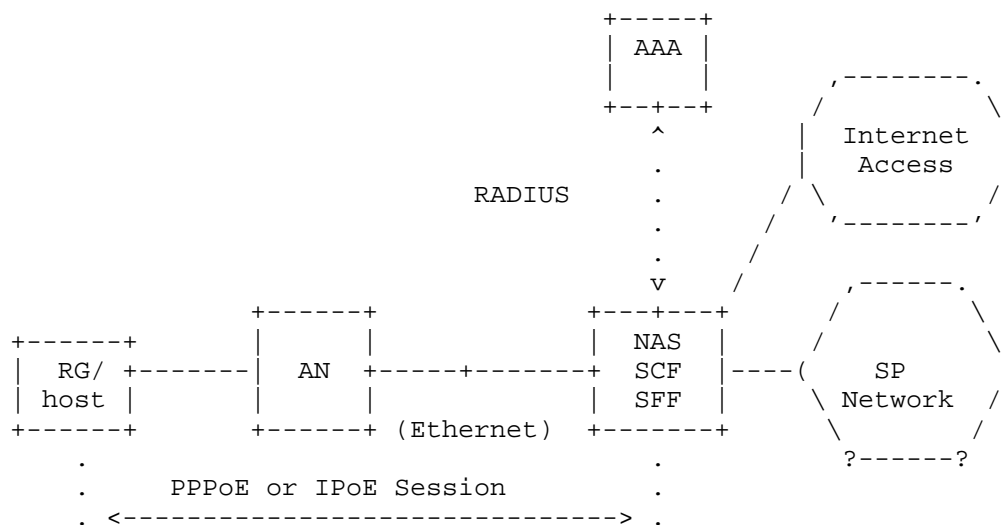 AAA
Internet
Access
RADIUS
NAS
RG/ AN SCF SP
host SFF Network
(Ethernet)
PPPoE or IPoE Session